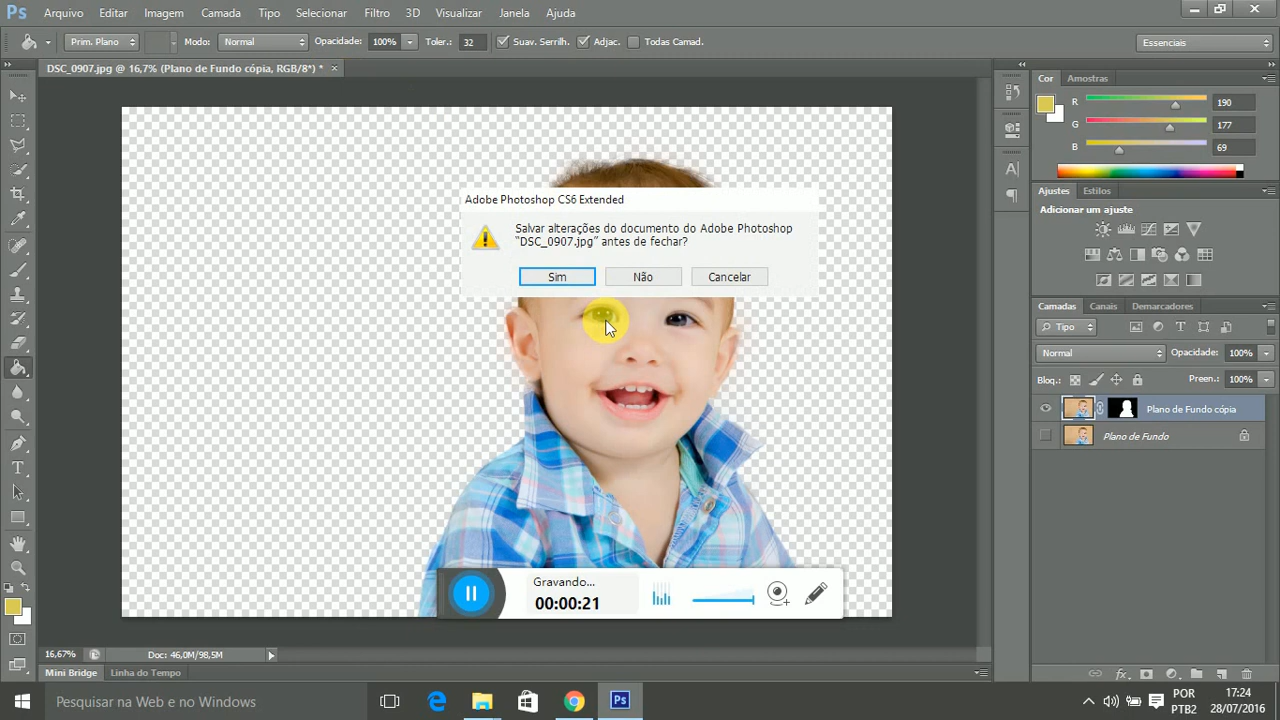 Ps Arquivo Editar Imagem Camada Tipo Selecionar Filtro 3D Visualizar Janela Ajuda
Prim. Plano Modo: Normal Opacidade: 100% Toler.: 32 Suav. Serrilh. Adjac. Todas Camad. Essenciais
DSC_0907.jpg @ 16,7% (Plano de Fundo cópia, RGB/8*) * ×
Cor Amostras
R 190
G 177
B 69
Ajustes Estilos
Adicionar um ajuste
Adobe Photoshop CS6 Extended
Salvar alterações do documento do Adobe Photoshop
"DSC_0907.jpg" antes de fechar?
Sim Não Cancelar
Camadas Canais Demarcadores
Tipo
Normal Opacidade: 100%
Bloq.: Preen.: 100%
Plano de Fundo cópia
Plano de Fundo
Gravando...
00:00:21
16,67% Doc: 46,0M/98,5M
Mini Bridge Linha do Tempo
Pesquisar na Web e no Windows
Ps
POR
PTB2
17:24
28/07/2016